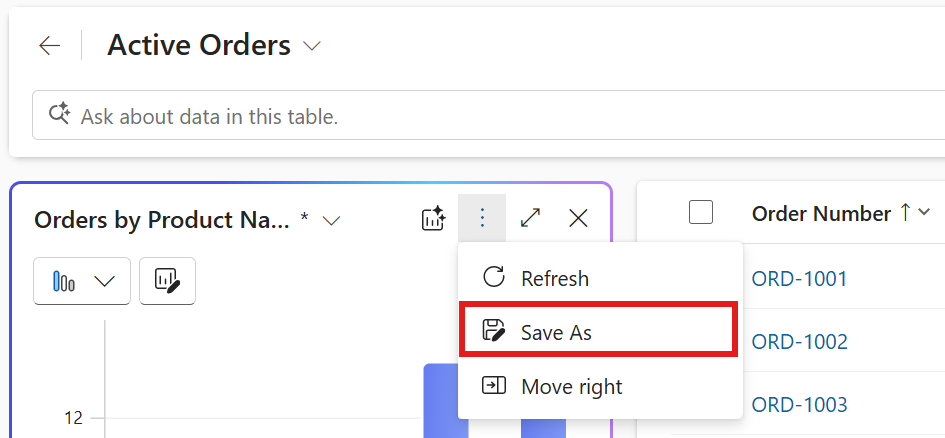 Active Orders
Ask about data in this table.
Orders by Product Na... *
Refresh
Save As
Move right
12
Order Number
ORD-1001
ORD-1002
ORD-1003